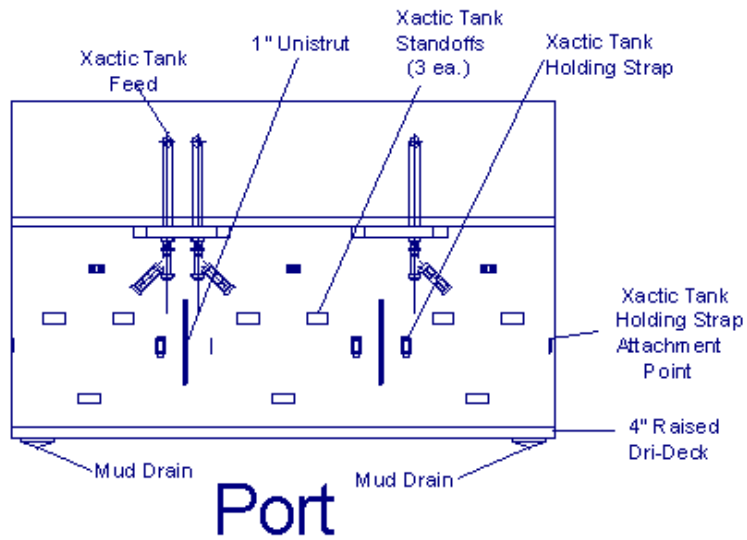 Xactic Tank
Feed
1" Unistrut
Xactic Tank
Standoffs
(3 ea.)
Xactic Tank
Holding Strap
Xactic Tank
Holding Strap
Attachment
Point
4" Raised
Dri-Deck
Mud Drain
Mud Drain
Port